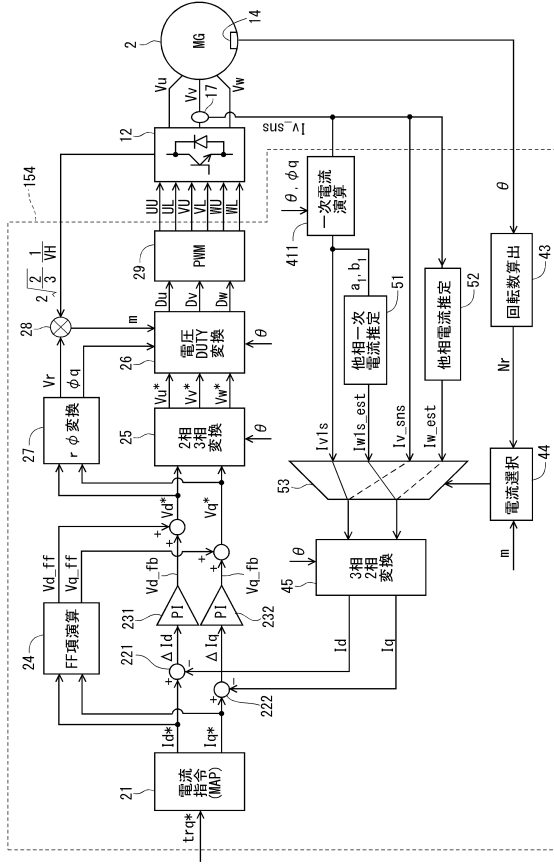 154
trq*
電流
指令
(MAP)
21
Id*
Iq*
FF項演算
24
Vd_ff
Vq_ff
221
222
ΔId
ΔIq
PI
231
PI
232
Vd_fb
Vq_fb
Vd*
Vq*
rφ変換
27
Vr
φq
28
2√2/3 1/VH
m
2相
3相
変換
25
θ
Vu*
Vv*
Vw*
電圧
DUTY
変換
26
θ
Du
Dv
Dw
PWM
29
UU
UL
VU
VL
WU
WL
12
Vu
Vv
Vw
17
MG
2
14
Iv_sns
θ
θ, φq
一次電流
演算
411
a₁, b₁
他相一次
電流推定
51
他相電流推定
52
回転数算出
43
Nr
Iv1s
Iw1s_est
Iv_sns
Iw_est
53
電流選択
44
m
3相
2相
変換
45
θ
Id
Iq
+
-
+
-
+
+
+
+